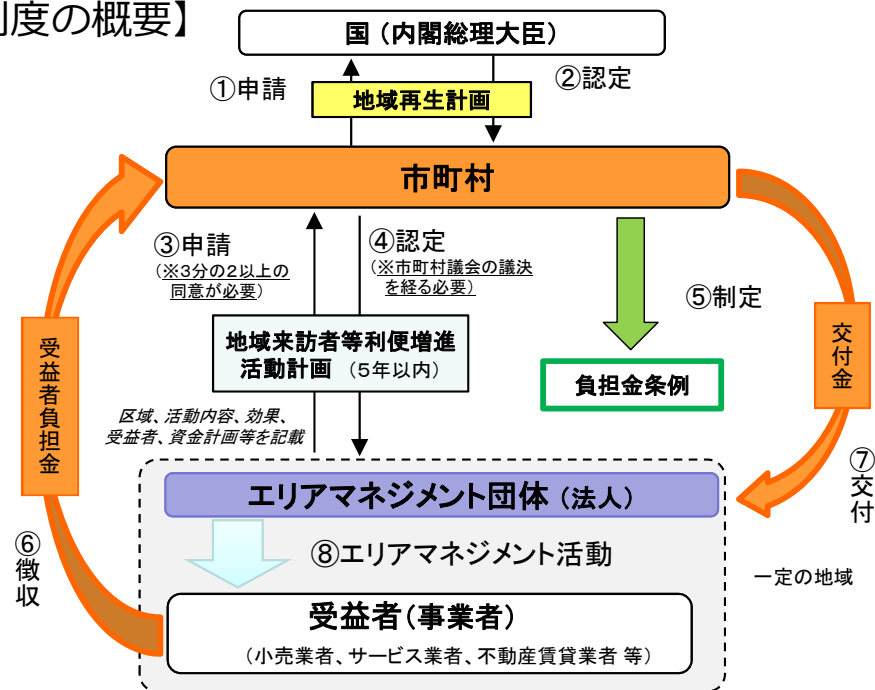 度の概要】
国（内閣総理大臣）
①申請
②認定
地域再生計画
市町村
③申請
（※3分の2以上の
同意が必要）
④認定
（※市町村議会の議決
を経る必要）
⑤制定
地域来訪者等利便増進
活動計画（5年以内）
負担金条例
交付金
受益者負担金
区域、活動内容、効果、
受益者、資金計画等を記載
⑦交付
エリアマネジメント団体（法人）
⑧エリアマネジメント活動
⑥徴収
一定の地域
受益者（事業者）
（小売業者、サービス業者、不動産賃貸業者 等）